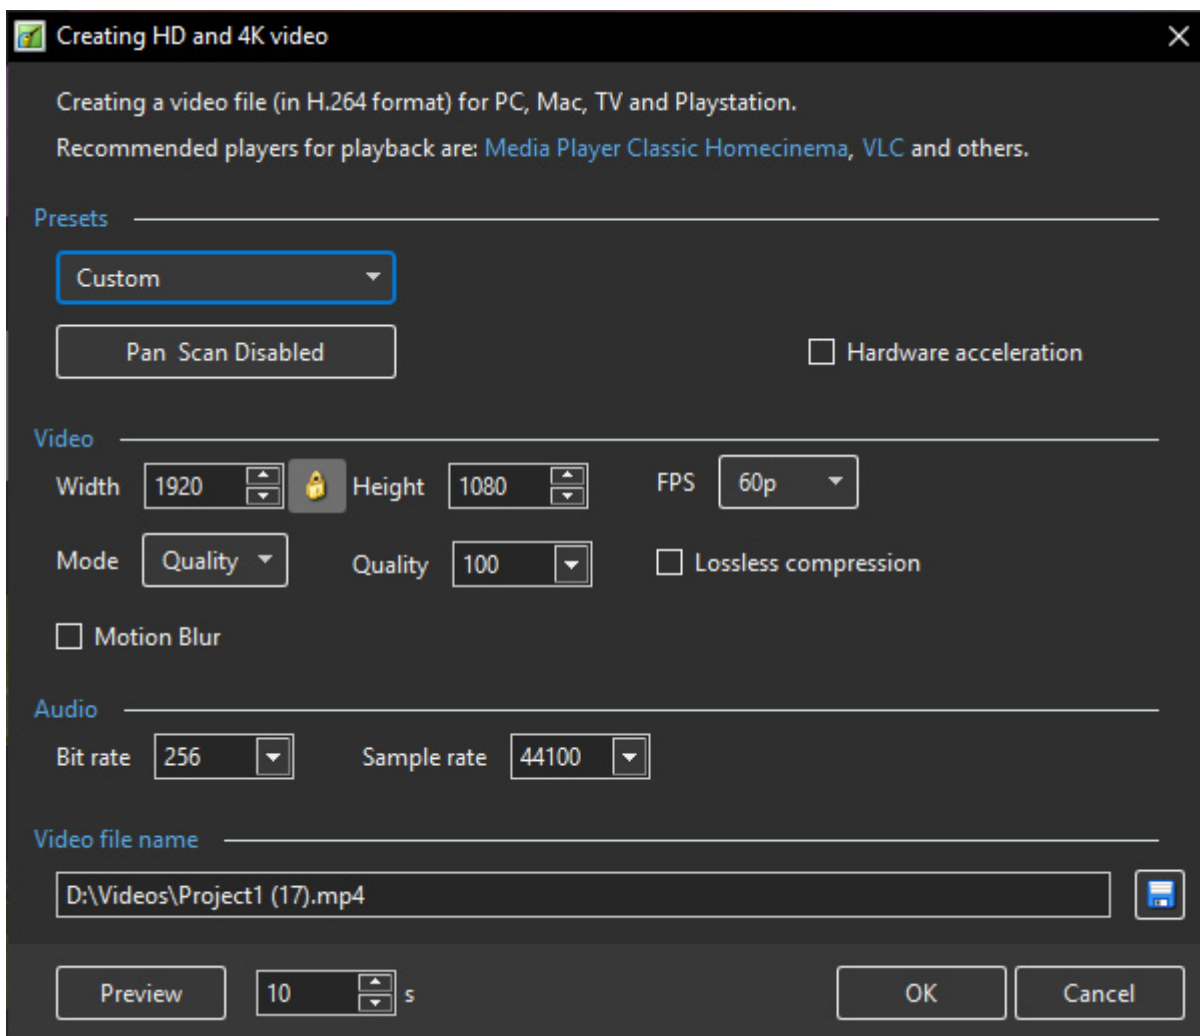 Creating HD and 4K video
Creating a video file (in H.264 format) for PC, Mac, TV and Playstation.
Recommended players for playback are: Media Player Classic Homecinema, VLC and others.
Presets
Custom
Pan Scan Disabled Hardware acceleration
Video
Width 1920 Height 1080 FPS 60p
Mode Quality Quality 100 Lossless compression
Motion Blur
Audio
Bit rate 256 Sample rate 44100
Video file name
D:\Videos\Project1 (17).mp4
Preview 10 s OK Cancel